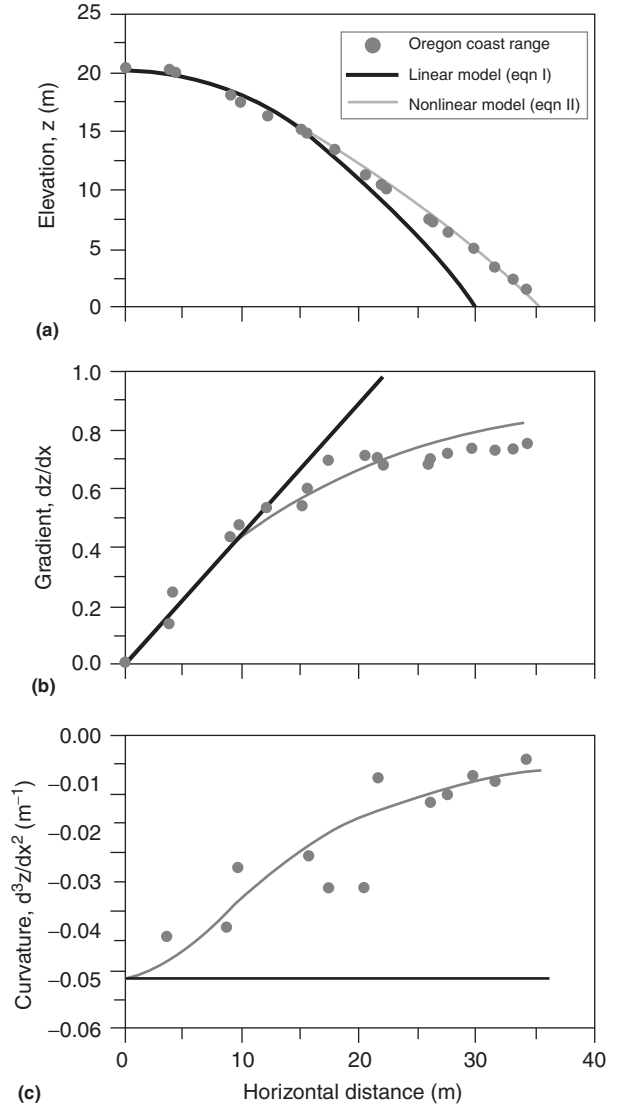 25
20
15
10
5
0
Elevation, z (m)
Oregon coast range
Linear model (eqn I)
Nonlinear model (eqn II)
(a)
1.0
0.8
0.6
0.4
0.2
0.0
Gradient, dz/dx
(b)
0.00
−0.01
−0.02
−0.03
−0.04
−0.05
−0.06
Curvature, d³z/dx² (m⁻¹)
0 10 20 30 40
Horizontal distance (m)
(c)